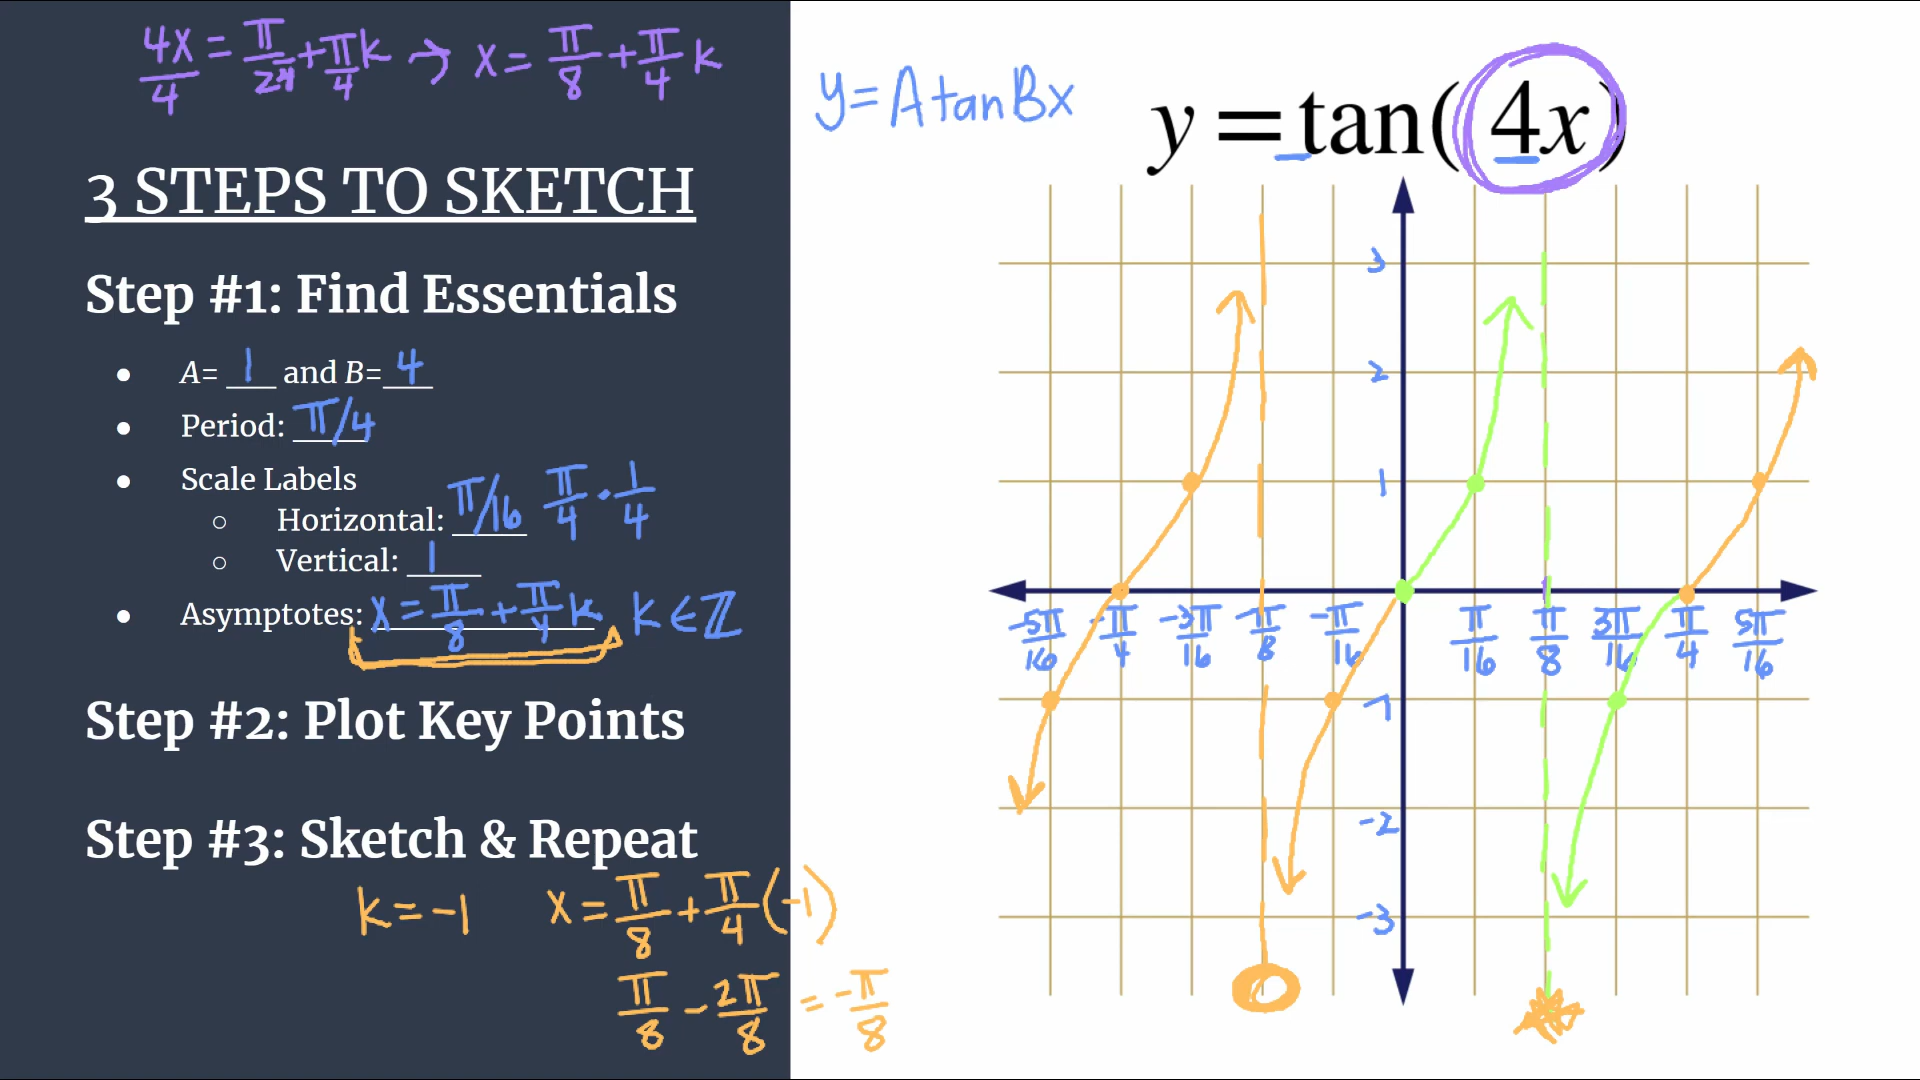 4x/4 = π/2·4 + π/4 k → x = π/8 + π/4 k
y = A tan Bx
y = tan(4x)
3 STEPS TO SKETCH
Step #1: Find Essentials
• A= 1 and B= 4
• Period: π/4
• Scale Labels
○ Horizontal: π/16 π/4 · 1/4
○ Vertical: 1
• Asymptotes: x = π/8 + π/4 k, k ∈ ℤ
Step #2: Plot Key Points
Step #3: Sketch & Repeat
k = -1 x = π/8 + π/4 (-1)
π/8 - 2π/8 = -π/8
3
2
1
-5π/16 -π/4 -3π/16 -π/8 -π/16 π/16 π/8 3π/16 π/4 5π/16
-1
-2
-3